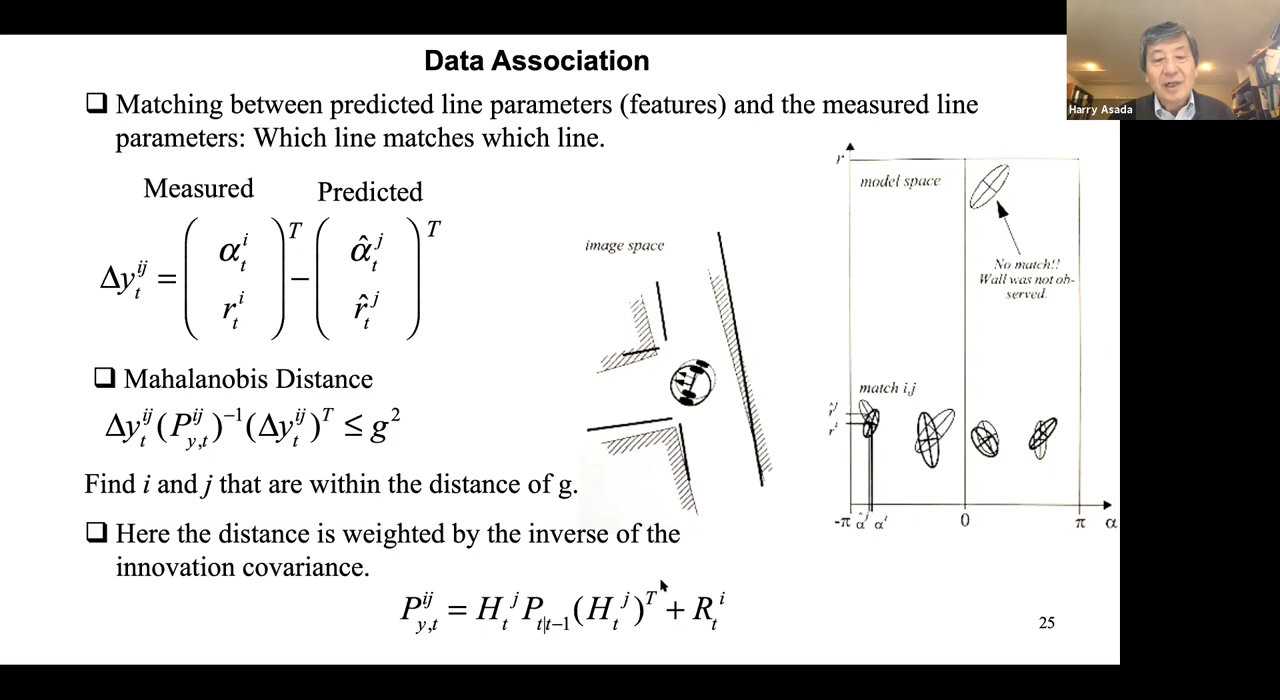 Data Association
Harry Asada
❑ Matching between predicted line parameters (features) and the measured line
parameters: Which line matches which line.
Measured Predicted
Δy_t^{ij} = (α_t^i r_t^i)^T − (α̂_t^j r̂_t^j)^T
❑ Mahalanobis Distance
Δy_t^{ij}(P_{y,t}^{ij})^{−1}(Δy_t^{ij})^T ≤ g^2
Find i and j that are within the distance of g.
❑ Here the distance is weighted by the inverse of the
innovation covariance.
P_{y,t}^{ij} = H_t^j P_{t|t−1}(H_t^j)^T + R_t^i
image space
r
model space
No match!!
Wall was not ob-
served.
match i,j
r̂^j
r^i
-π α̂^j α^i 0 π α
25